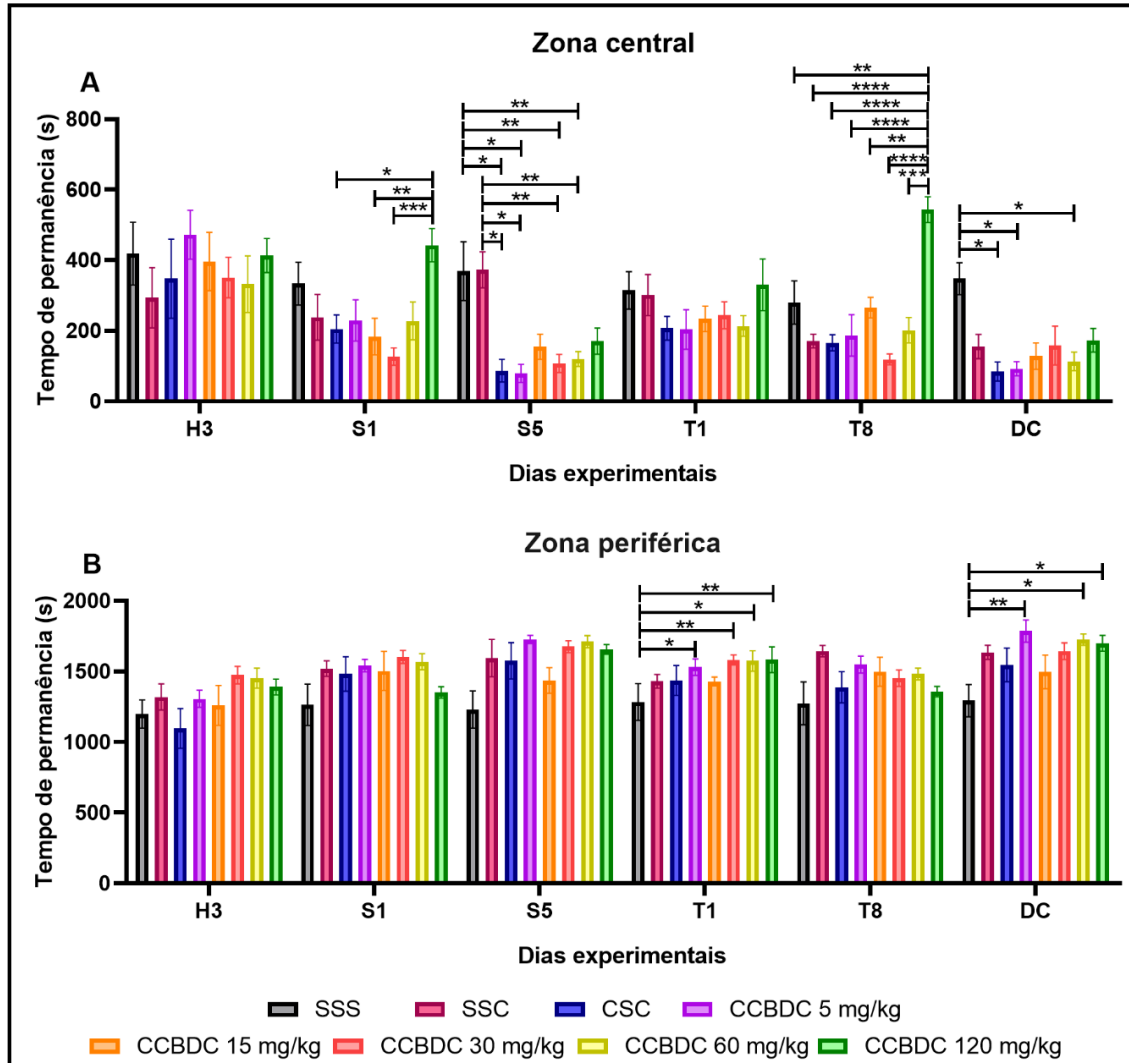 Zona central
A
Tempo de permanência (s)
800
600
400
200
0
** **** **** **** ** **** ***
** ** * * ** ** * *
* ** ***
* * *
H3 S1 S5 T1 T8 DC
Dias experimentais
Zona periférica
B
Tempo de permanência (s)
2000
1500
1000
500
0
** * ** *
* * **
H3 S1 S5 T1 T8 DC
Dias experimentais
SSS SSC CSC CCBDC 5 mg/kg
CCBDC 15 mg/kg CCBDC 30 mg/kg CCBDC 60 mg/kg CCBDC 120 mg/kg